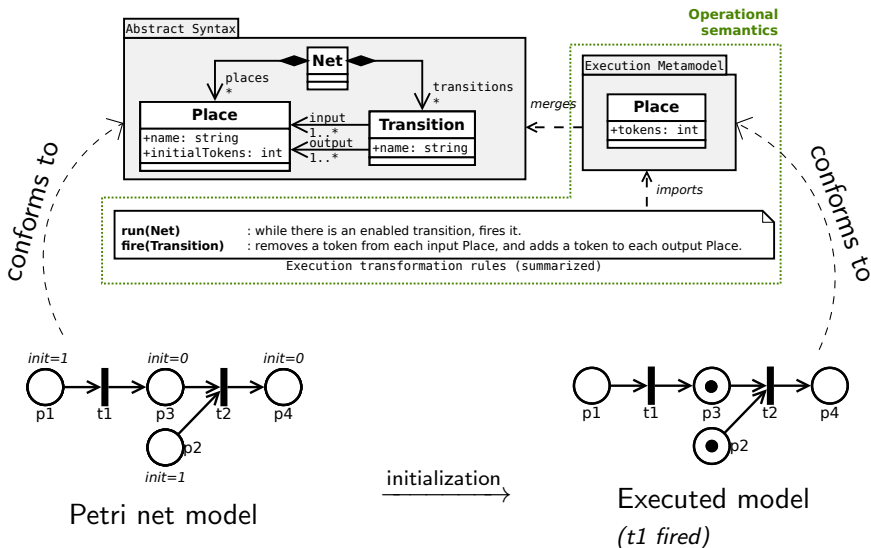 Operational
semantics
Abstract Syntax
Net
places
*
transitions
*
Place
+name: string
+initialTokens: int
input
1..*
output
1..*
Transition
+name: string
merges
Execution Metamodel
Place
+tokens: int
imports
conforms to
conforms to
run(Net) : while there is an enabled transition, fires it.
fire(Transition) : removes a token from each input Place, and adds a token to each output Place.
Execution transformation rules (summarized)
init=1
init=0
init=0
p1
t1
p3
t2
p4
p2
init=1
Petri net model
initialization
p1
t1
p3
t2
p4
p2
Executed model
(t1 fired)